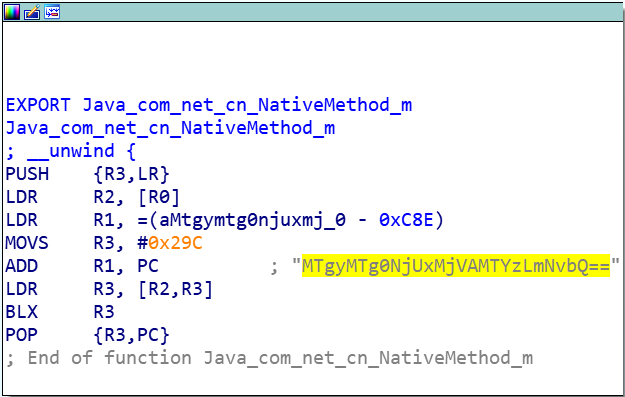 EXPORT Java_com_net_cn_NativeMethod_m
Java_com_net_cn_NativeMethod_m
; __unwind {
PUSH {R3,LR}
LDR R2, [R0]
LDR R1, =(aMtgymtg0njuxmj_0 - 0xC8E)
MOVS R3, #0x29C
ADD R1, PC ; "MTgyMTg0NjUxMjVAMTYzLmNvbQ=="
LDR R3, [R2,R3]
BLX R3
POP {R3,PC}
; End of function Java_com_net_cn_NativeMethod_m